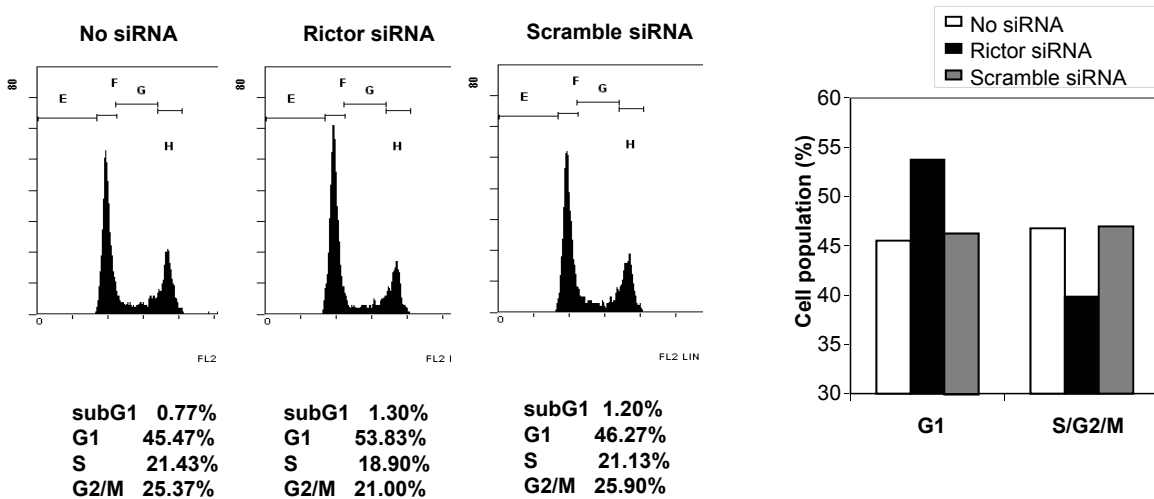 No siRNA
Rictor siRNA
Scramble siRNA
80
E
F
G
H
0
FL2
80
E
F
G
H
0
FL2 I
80
E
F
G
H
0
FL2 LIN
subG1 0.77%
G1 45.47%
S 21.43%
G2/M 25.37%
subG1 1.30%
G1 53.83%
S 18.90%
G2/M 21.00%
subG1 1.20%
G1 46.27%
S 21.13%
G2/M 25.90%
No siRNA
Rictor siRNA
Scramble siRNA
Cell population (%)
60
55
50
45
40
35
30
G1 S/G2/M